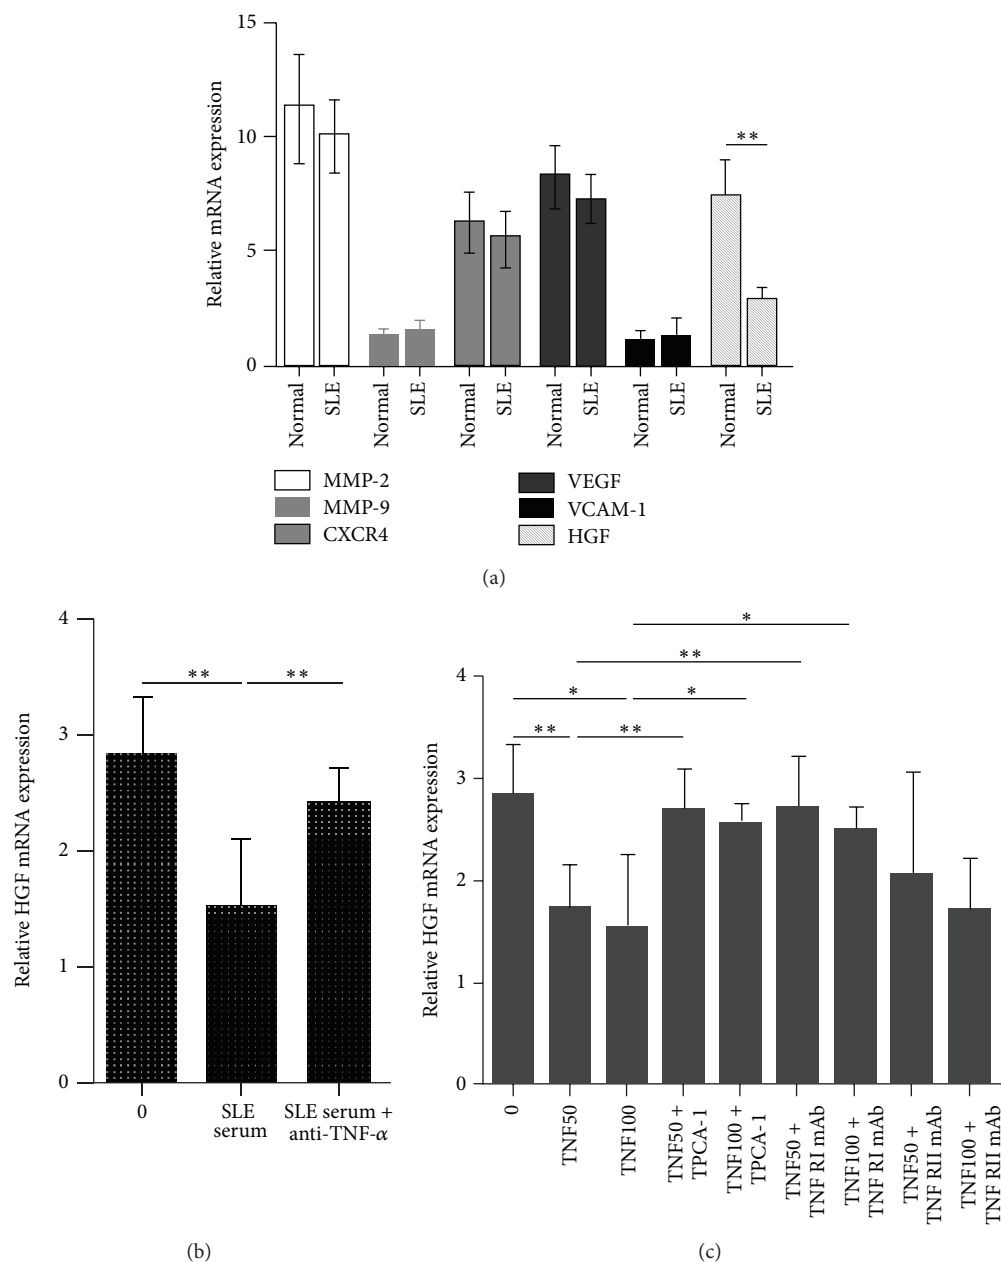 15
10
5
0
Relative mRNA expression
**
Normal
SLE
Normal
SLE
Normal
SLE
Normal
SLE
Normal
SLE
Normal
SLE
MMP-2
MMP-9
CXCR4
VEGF
VCAM-1
HGF
(a)
4
3
2
1
0
Relative HGF mRNA expression
**
**
0
SLE
serum
SLE serum +
anti-TNF-α
(b)
4
3
2
1
0
Relative HGF mRNA expression
*
**
*
*
**
**
0
TNF50
TNF100
TNF50 +
TPCA-1
TNF100 +
TPCA-1
TNF50 +
TNF RI mAb
TNF100 +
TNF RI mAb
TNF50 +
TNF RII mAb
TNF100 +
TNF RII mAb
(c)